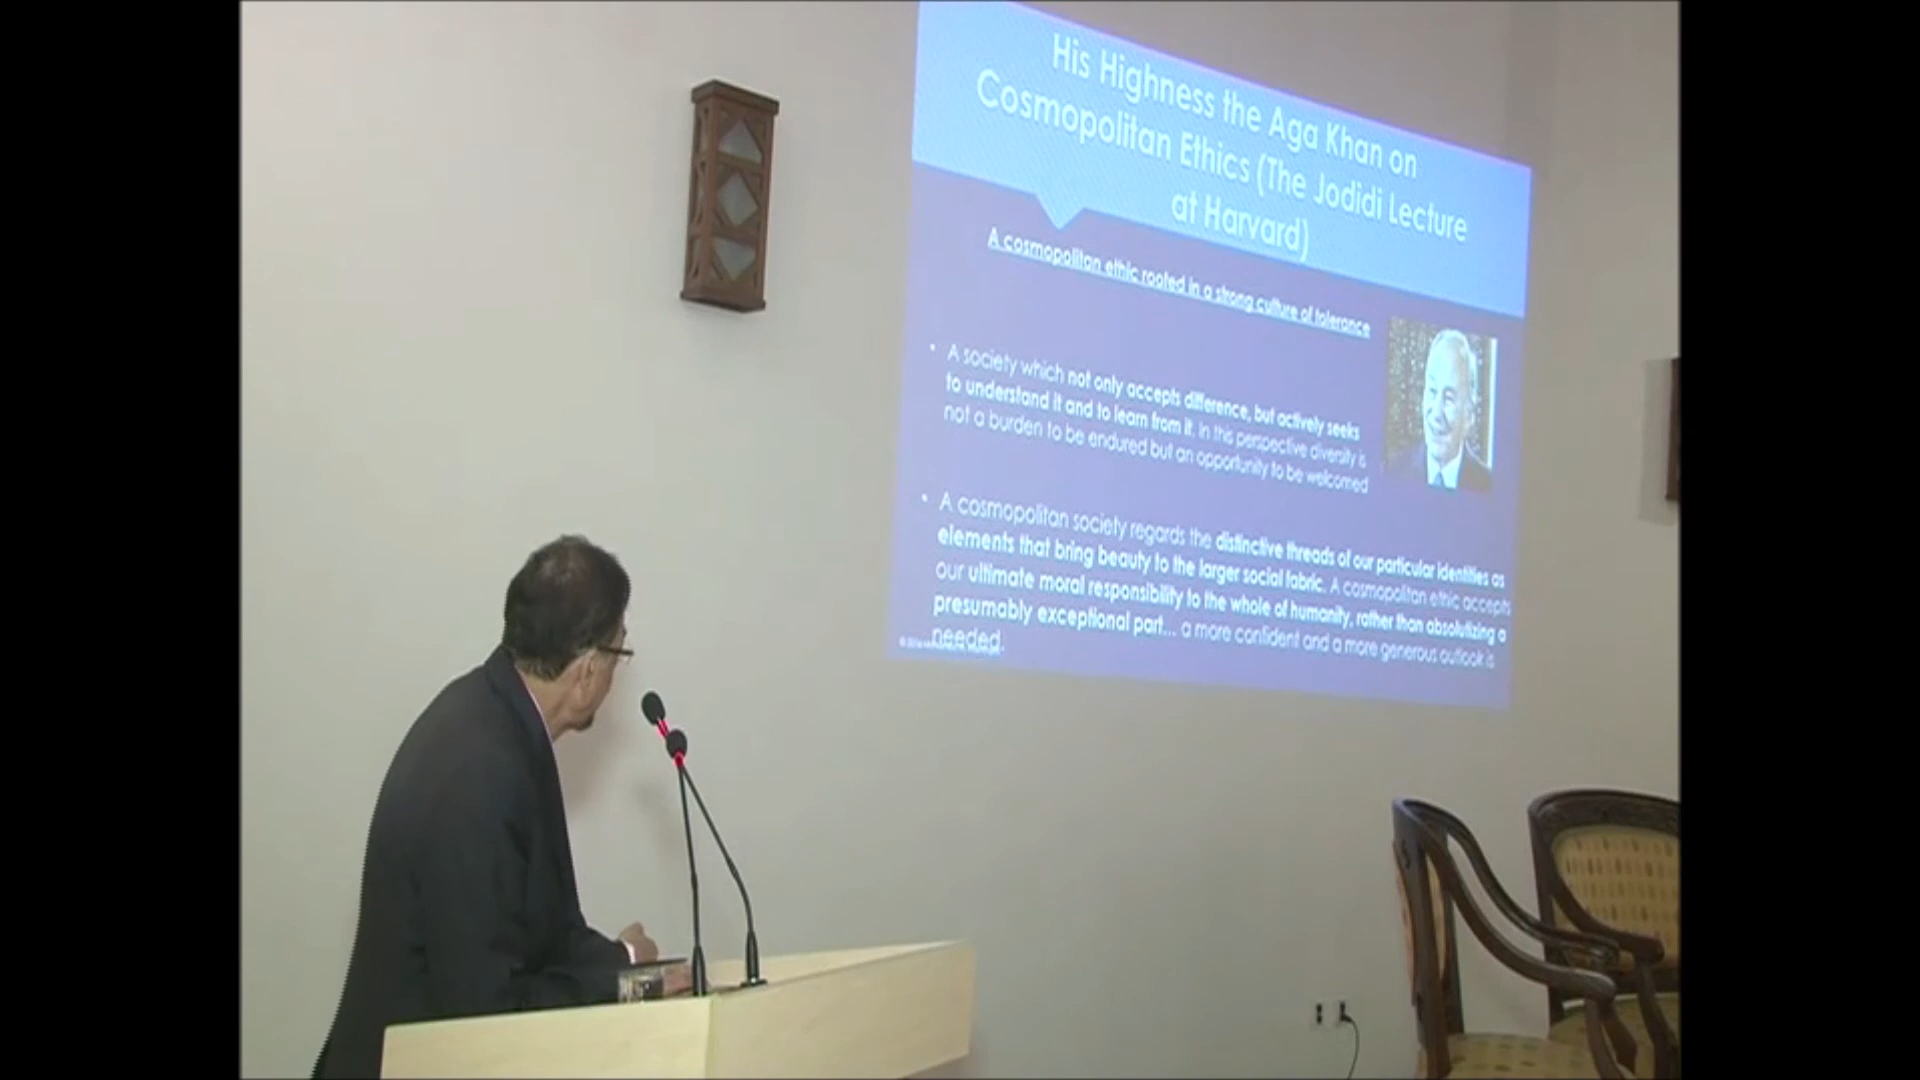 His Highness the Aga Khan on
Cosmopolitan Ethics (The Jodidi Lecture
at Harvard)
A cosmopolitan ethic rooted in a strong culture of tolerance
• A society which not only accepts difference, but actively seeks
to understand it and to learn from it. In this perspective diversity is
not a burden to be endured but an opportunity to be welcomed
• A cosmopolitan society regards the distinctive threads of our particular identities as
elements that bring beauty to the larger social fabric. A cosmopolitan ethic accepts
our ultimate moral responsibility to the whole of humanity, rather than absolutizing a
presumably exceptional part... a more confident and a more generous outlook is
needed.